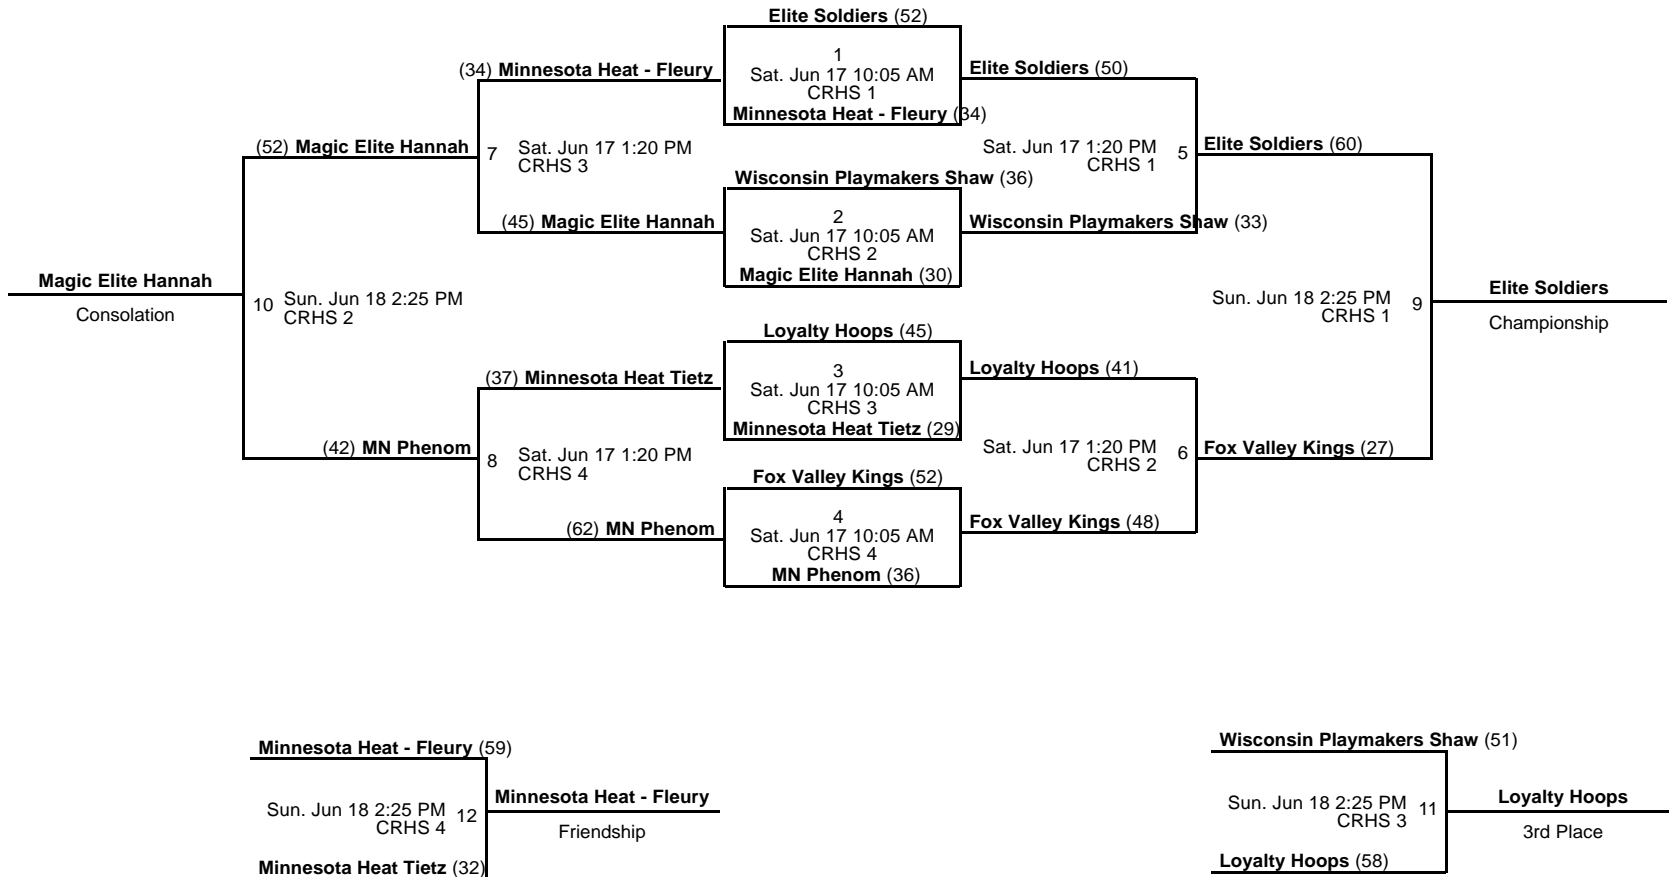 Elite Soldiers (52)
1
Sat. Jun 17 10:05 AM
CRHS 1
Minnesota Heat - Fleury (34)
(34) Minnesota Heat - Fleury
Elite Soldiers (50)
(52) Magic Elite Hannah
7 Sat. Jun 17 1:20 PM
CRHS 3
Sat. Jun 17 1:20 PM 5
CRHS 1
Elite Soldiers (60)
Wisconsin Playmakers Shaw (36)
2
Sat. Jun 17 10:05 AM
CRHS 2
Magic Elite Hannah (30)
(45) Magic Elite Hannah
Wisconsin Playmakers Shaw (33)
Magic Elite Hannah
Consolation
10 Sun. Jun 18 2:25 PM
CRHS 2
Sun. Jun 18 2:25 PM 9
CRHS 1
Elite Soldiers
Championship
Loyalty Hoops (45)
3
Sat. Jun 17 10:05 AM
CRHS 3
Minnesota Heat Tietz (29)
(37) Minnesota Heat Tietz
Loyalty Hoops (41)
(42) MN Phenom
8 Sat. Jun 17 1:20 PM
CRHS 4
Sat. Jun 17 1:20 PM 6
CRHS 2
Fox Valley Kings (27)
Fox Valley Kings (52)
4
Sat. Jun 17 10:05 AM
CRHS 4
MN Phenom (36)
(62) MN Phenom
Fox Valley Kings (48)
Minnesota Heat - Fleury (59)
Sun. Jun 18 2:25 PM 12
CRHS 4
Minnesota Heat Tietz (32)
Minnesota Heat - Fleury
Friendship
Wisconsin Playmakers Shaw (51)
Sun. Jun 18 2:25 PM 11
CRHS 3
Loyalty Hoops (58)
Loyalty Hoops
3rd Place